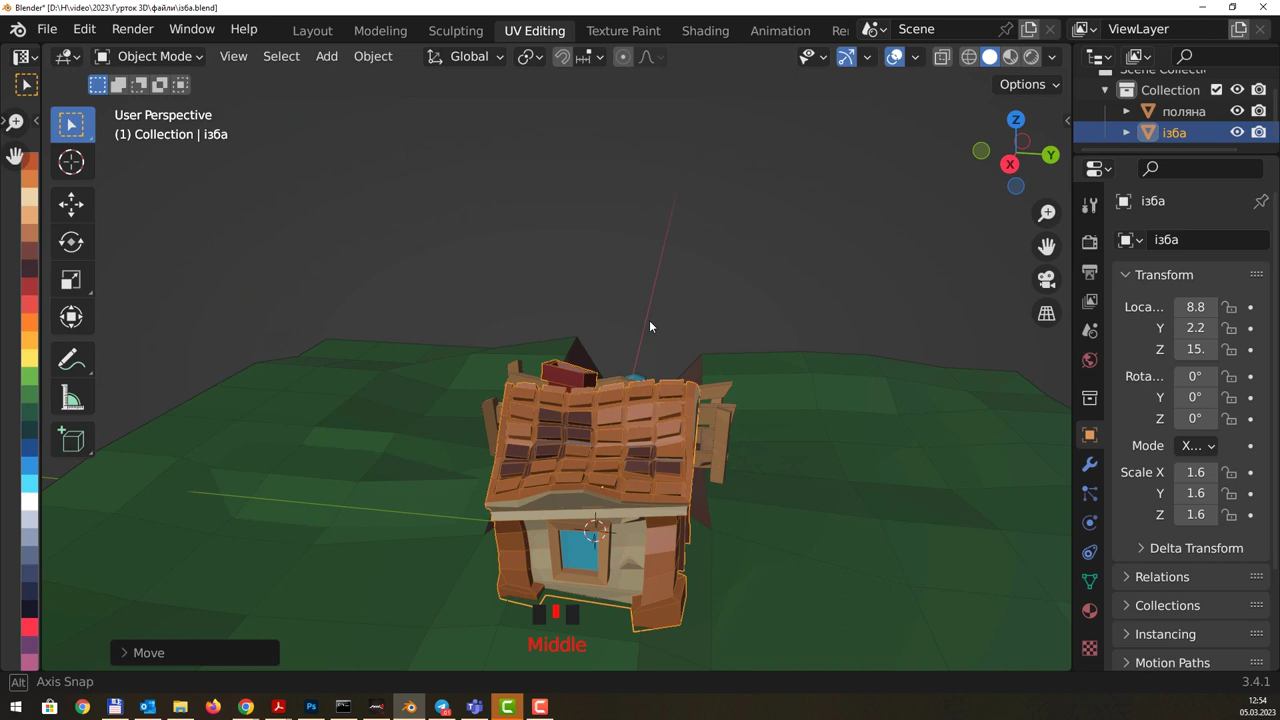 Blender* [D:\H\video\2023\Гурток 3D\файли\ізба.blend]
File Edit Render Window Help Layout Modeling Sculpting UV Editing Texture Paint Shading Animation Re Scene ViewLayer
Object Mode View Select Add Object Global
Options
Scene Collecti
Collection
поляна
ізба
User Perspective
(1) Collection | ізба
Z
Y
X
ізба
ізба
Transform
Loca... 8.8
Y 2.2
Z 15.
Rota... 0°
Y 0°
Z 0°
Mode X...
Scale X 1.6
Y 1.6
Z 1.6
Delta Transform
Relations
Collections
Instancing
Motion Paths
Middle
Move
Alt Axis Snap
3.4.1
12:54
05.03.2023